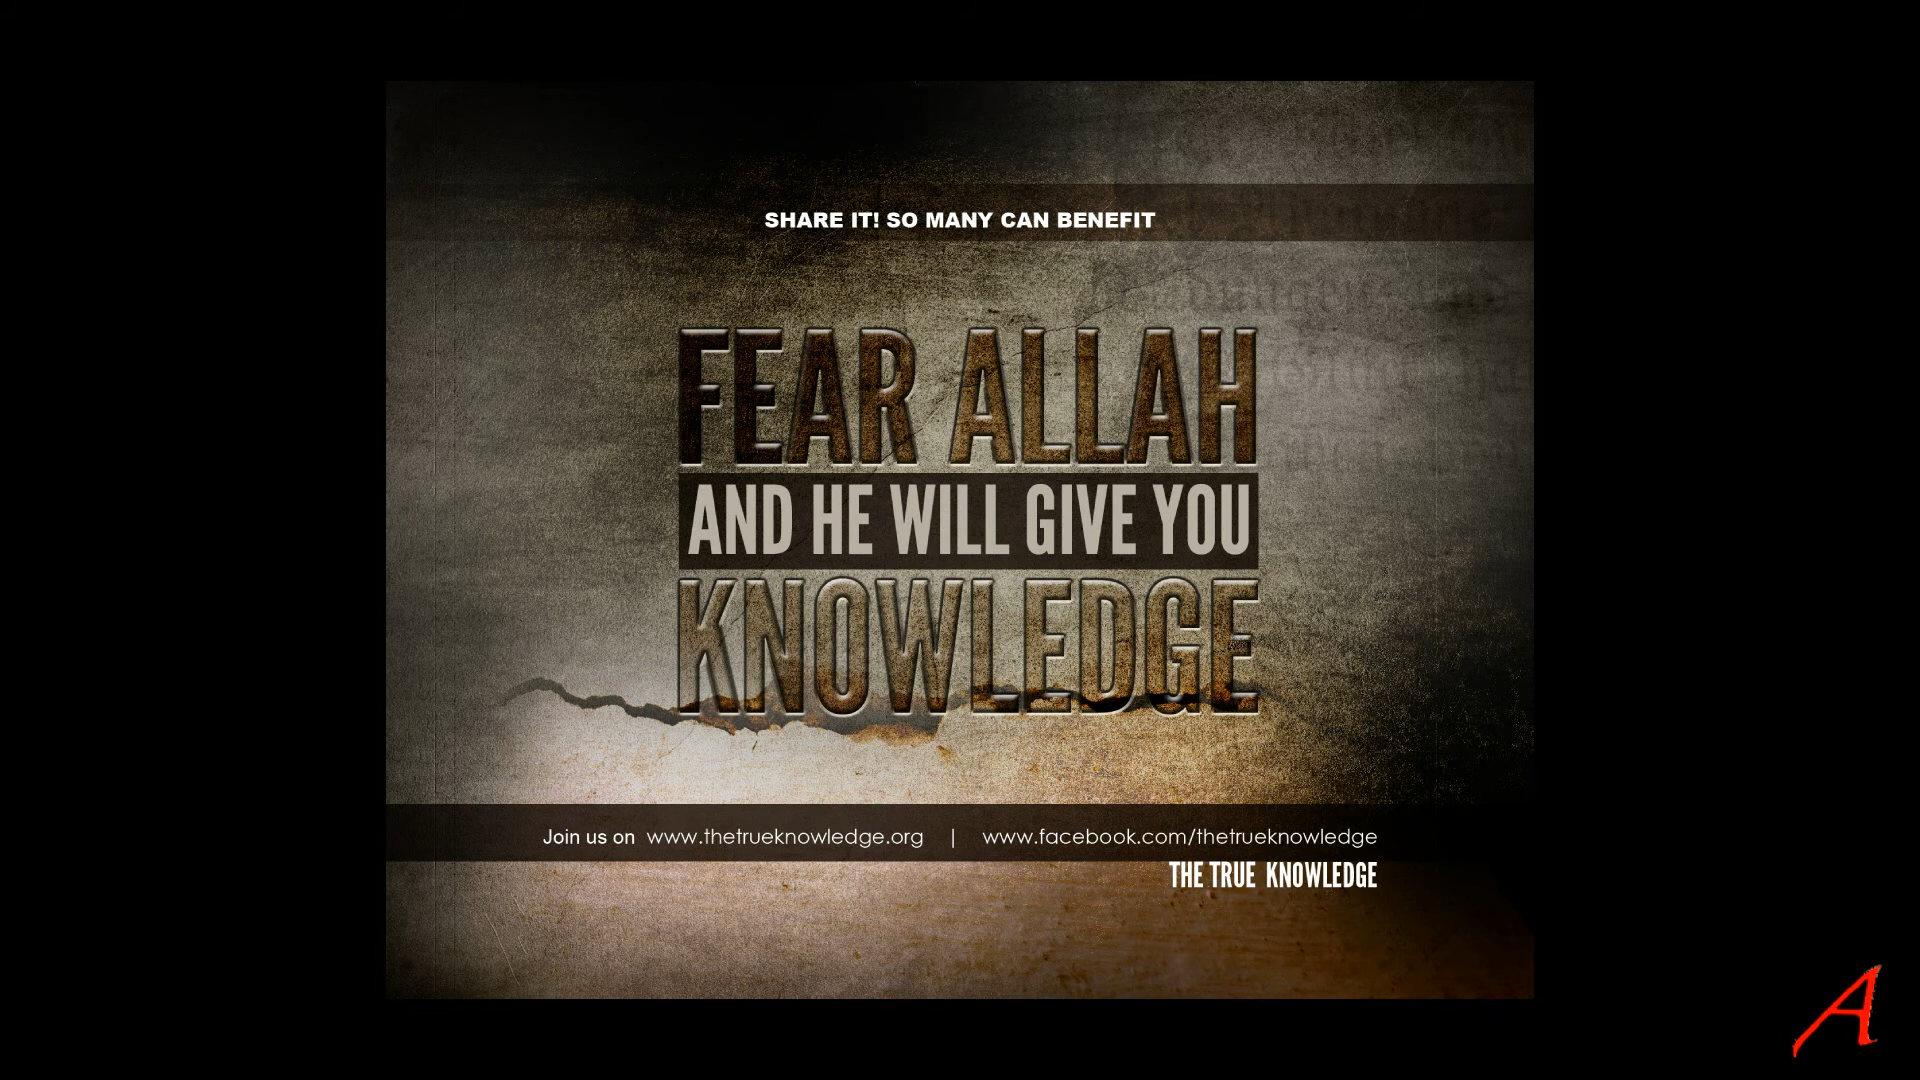 SHARE IT! SO MANY CAN BENEFIT
FEAR ALLAH
AND HE WILL GIVE YOU
KNOWLEDGE
Join us on www.thetrueknowledge.org | www.facebook.com/thetrueknowledge
THE TRUE KNOWLEDGE
A